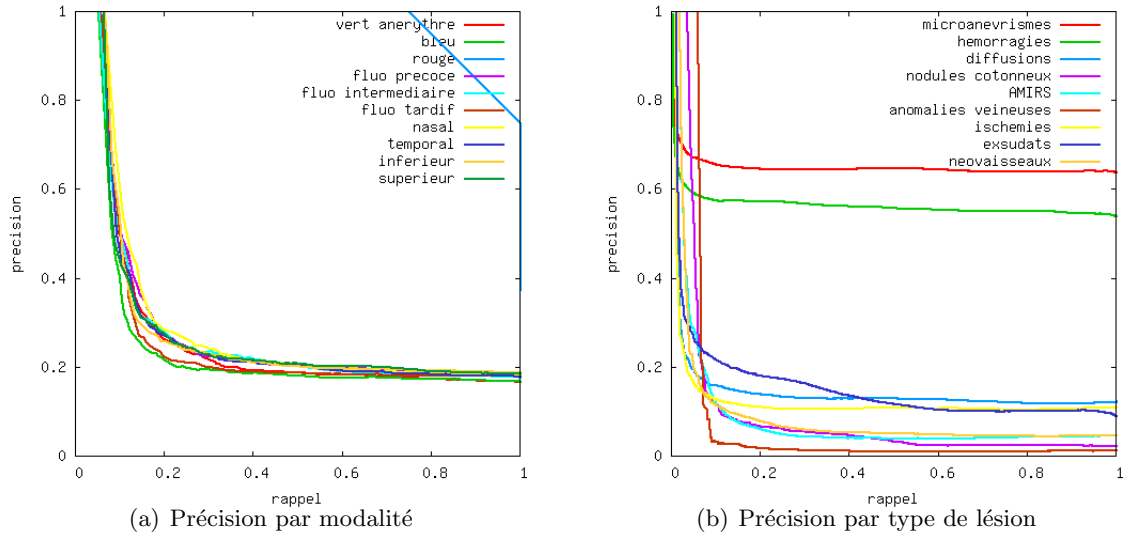 1
0.8
0.6
0.4
0.2
0
0 0.2 0.4 0.6 0.8 1
precision
rappel
vert anerythre
bleu
rouge
fluo precoce
fluo intermediaire
fluo tardif
nasal
temporal
inferieur
superieur
(a) Précision par modalité
1
0.8
0.6
0.4
0.2
0
0 0.2 0.4 0.6 0.8 1
precision
rappel
microanevrismes
hemorragies
diffusions
nodules cotonneux
AMIRS
anomalies veineuses
ischemies
exsudats
neovaisseaux
(b) Précision par type de lésion